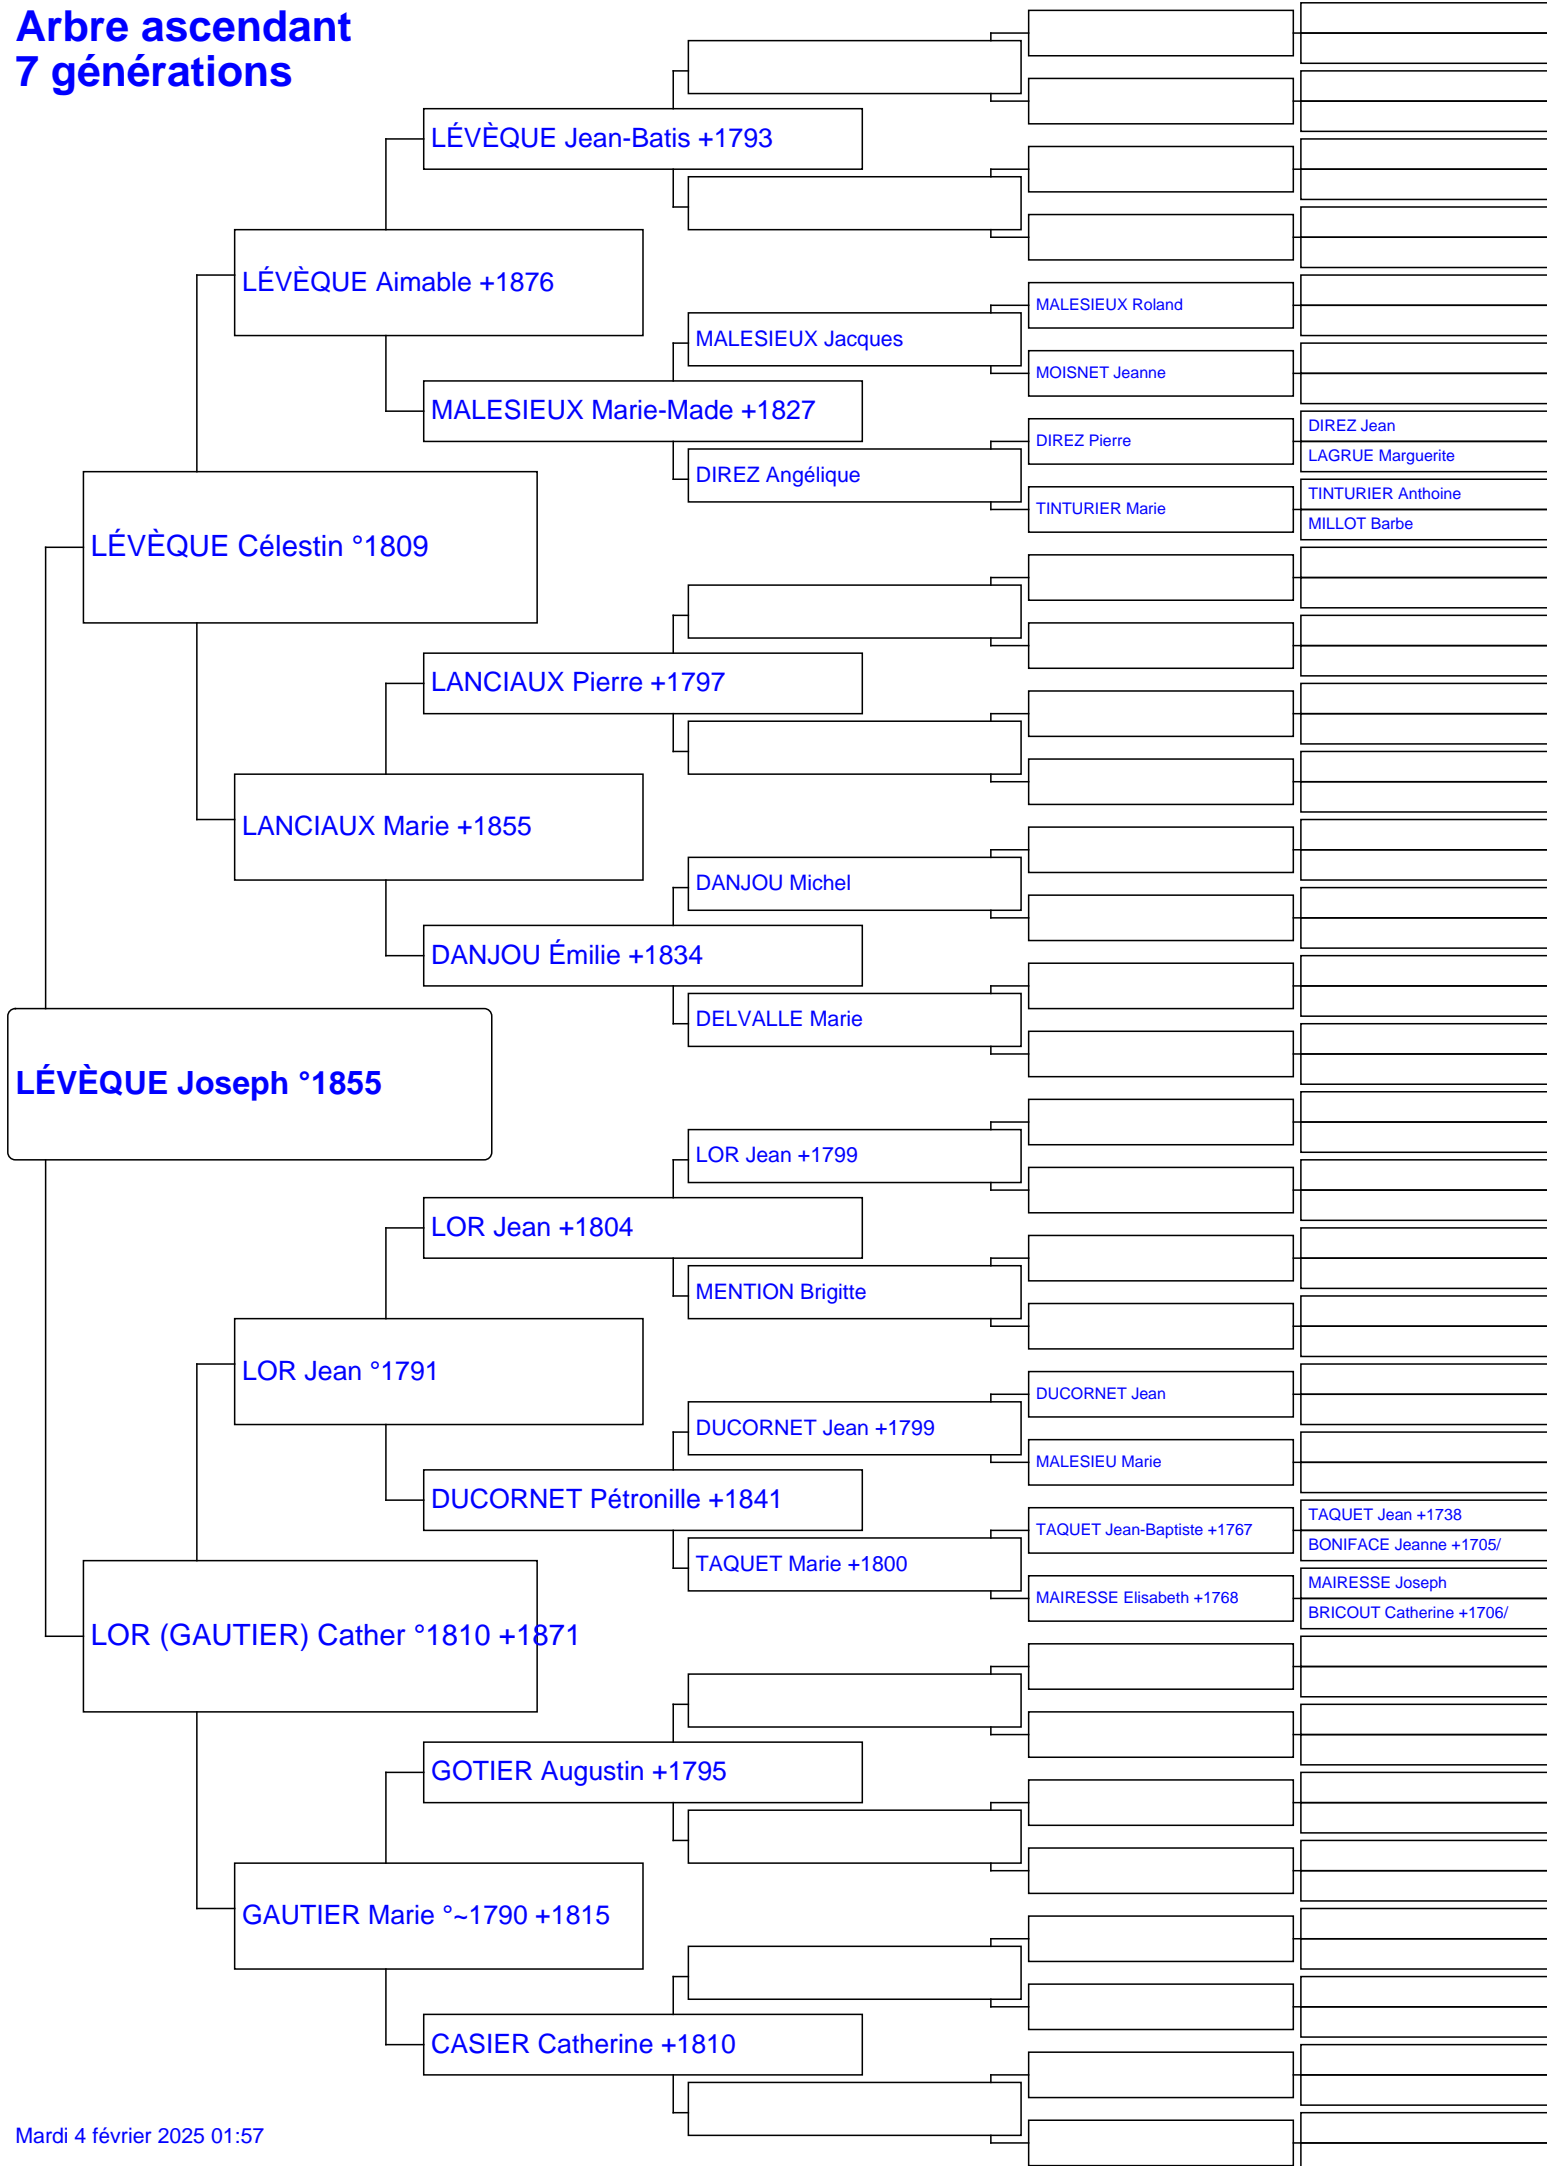 Arbre ascendant
7 générations
LÉVÈQUE Jean-Batis +1793
LÉVÈQUE Aimable +1876
MALESIEUX Roland
MALESIEUX Jacques
MOISNET Jeanne
MALESIEUX Marie-Made +1827
DIREZ Jean
DIREZ Pierre
LAGRUE Marguerite
DIREZ Angélique
TINTURIER Anthoine
TINTURIER Marie
MILLOT Barbe
LÉVÈQUE Célestin °1809
LANCIAUX Pierre +1797
LANCIAUX Marie +1855
DANJOU Michel
DANJOU Émilie +1834
DELVALLE Marie
LÉVÈQUE Joseph °1855
LOR Jean +1799
LOR Jean +1804
MENTION Brigitte
LOR Jean °1791
DUCORNET Jean
DUCORNET Jean +1799
MALESIEU Marie
DUCORNET Pétronille +1841
TAQUET Jean +1738
TAQUET Jean-Baptiste +1767
BONIFACE Jeanne +1705/
TAQUET Marie +1800
MAIRESSE Joseph
MAIRESSE Elisabeth +1768
BRICOUT Catherine +1706/
LOR (GAUTIER) Cather °1810 +1871
GOTIER Augustin +1795
GAUTIER Marie °~1790 +1815
CASIER Catherine +1810
Mardi 4 février 2025 01:57